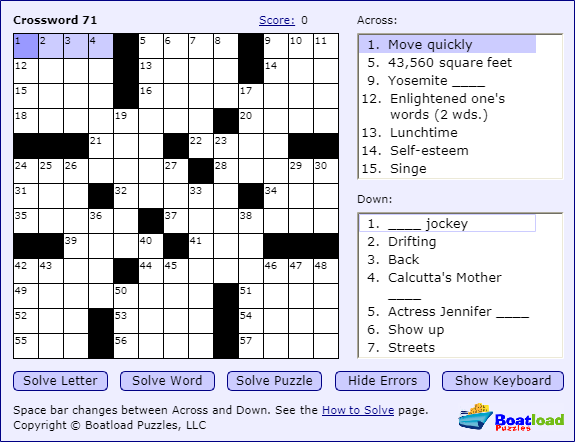 Crossword 71 Score: 0
1 2 3 4 5 6 7 8 9 10 11
12 13 14
15 16 17
18 19 20
21 22 23
24 25 26 27 28 29 30
31 32 33 34
35 36 37 38
39 40 41
42 43 44 45 46 47 48
49 50 51
52 53 54
55 56 57
Across:
1. Move quickly
5. 43,560 square feet
9. Yosemite ____
12. Enlightened one's
words (2 wds.)
13. Lunchtime
14. Self-esteem
15. Singe
Down:
1. ____ jockey
2. Drifting
3. Back
4. Calcutta's Mother
____
5. Actress Jennifer ____
6. Show up
7. Streets
Solve Letter Solve Word Solve Puzzle Hide Errors Show Keyboard
Space bar changes between Across and Down. See the How to Solve page.
Copyright © Boatload Puzzles, LLC
Boatload
Puzzles